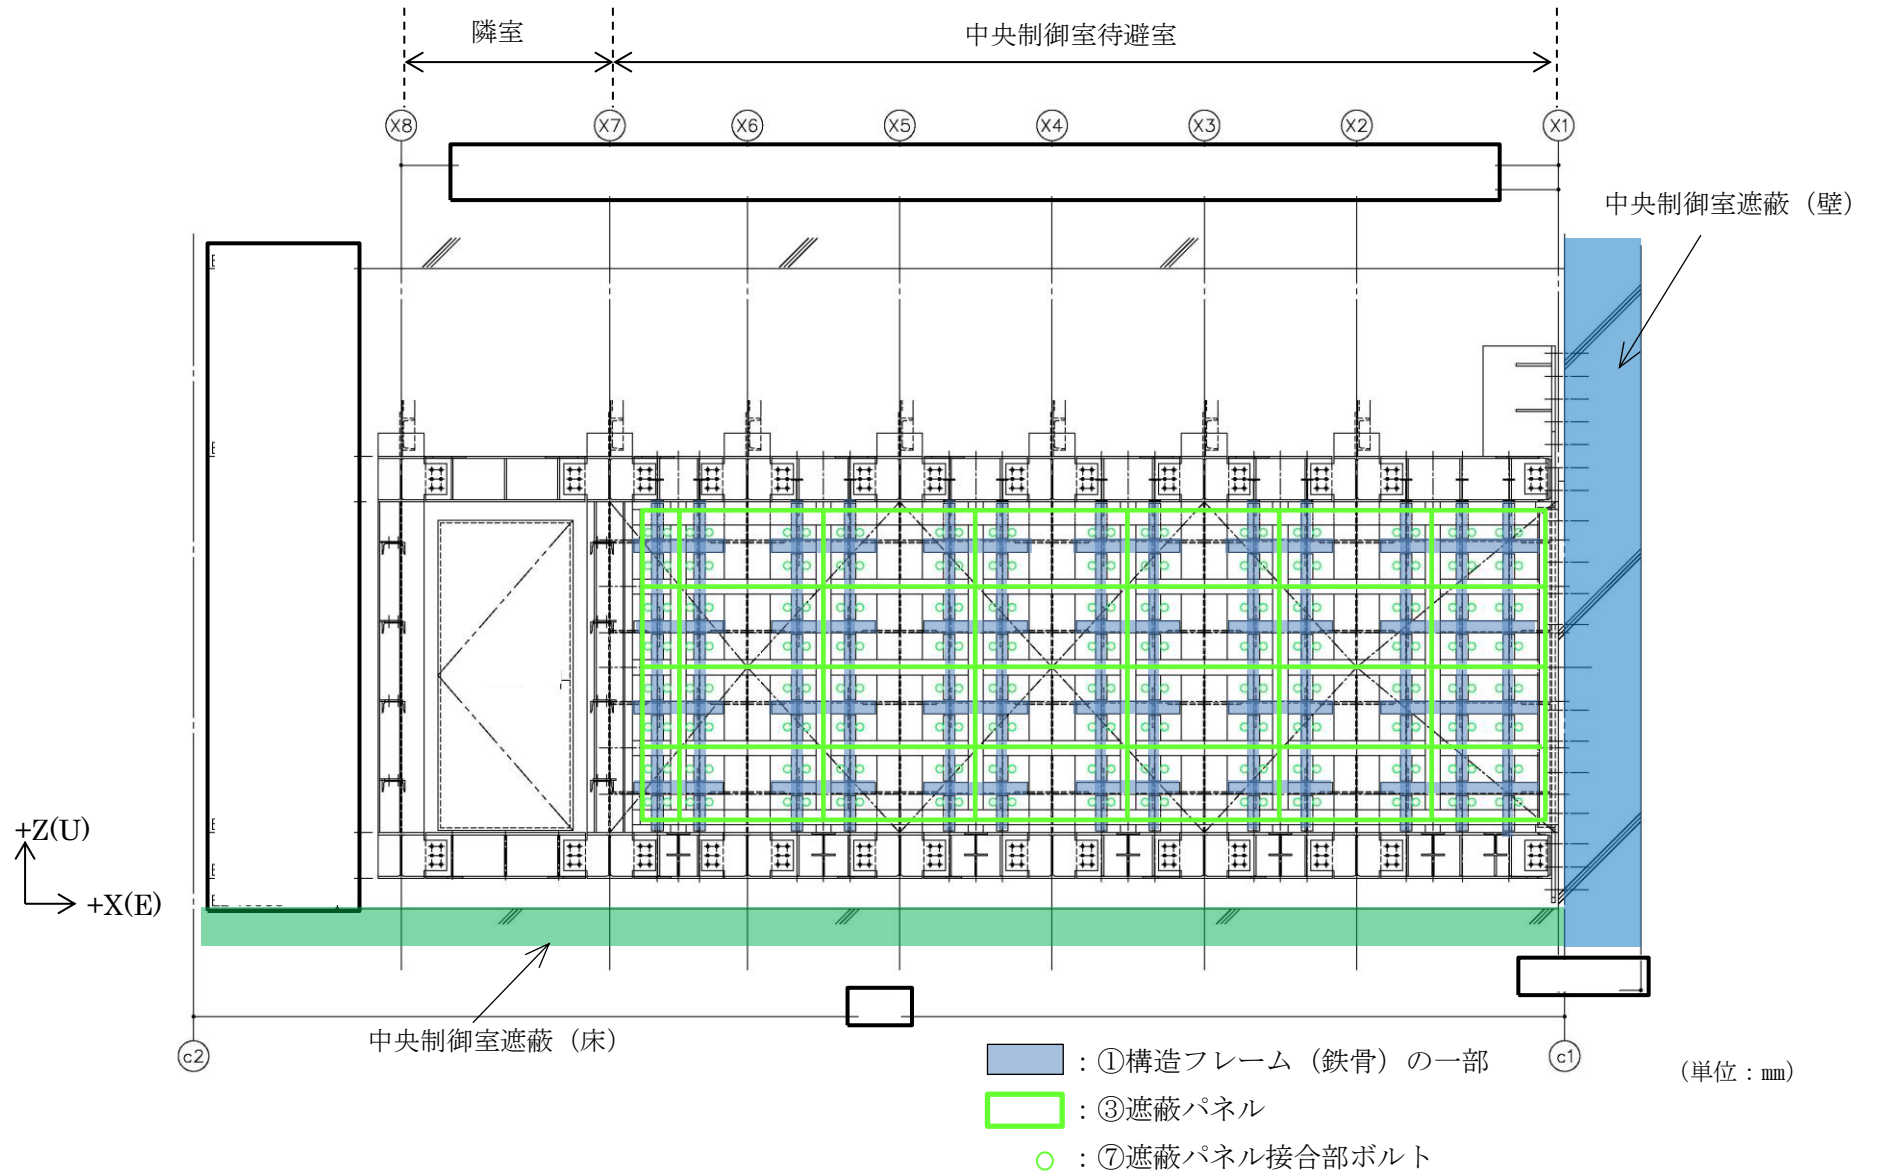 隣室
中央制御室待避室
X8
X7
X6
X5
X4
X3
X2
X1
中央制御室遮蔽（壁）
+Z(U)
+X(E)
中央制御室遮蔽（床）
c2
c1
：①構造フレーム（鉄骨）の一部
（単位：㎜）
：③遮蔽パネル
：⑦遮蔽パネル接合部ボルト